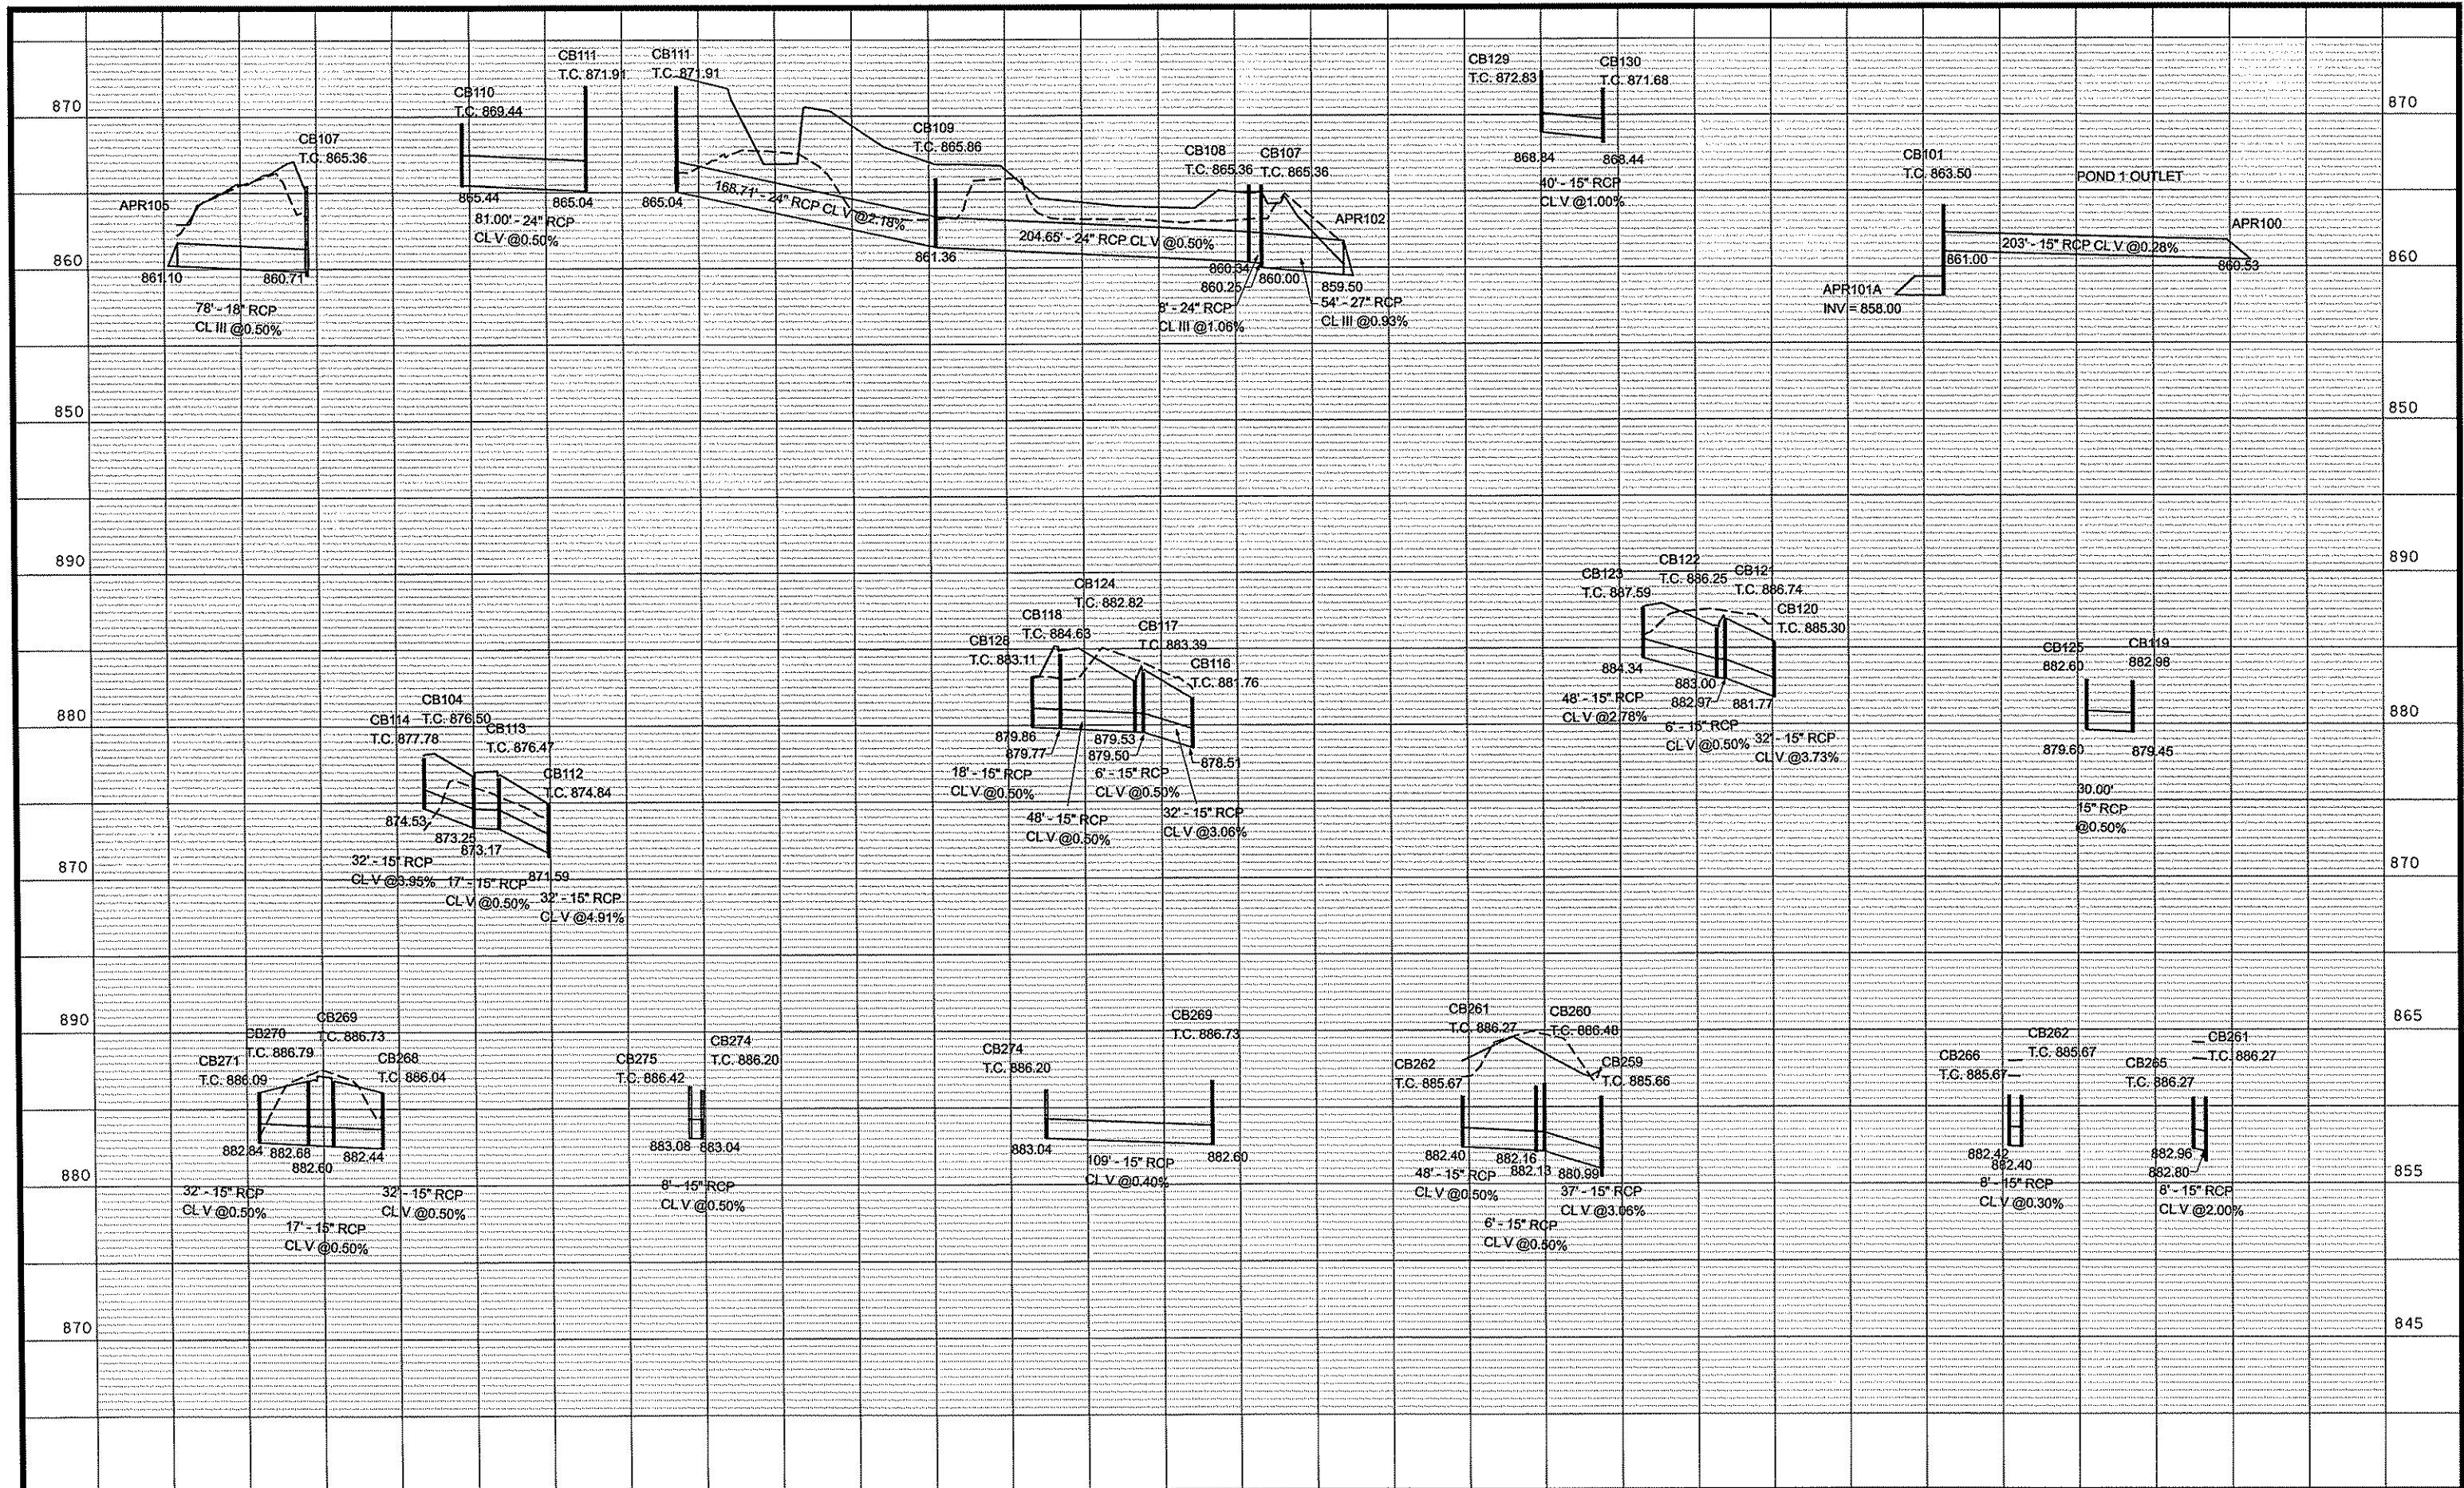 CB111
T.C. 871.91
CB111
T.C. 871.91
CB129
T.C. 872.83
CB130
T.C. 871.68
870
CB110
T.C. 869.44
870
CB107
T.C. 865.36
CB109
T.C. 865.86
CB108
T.C. 865.36
CB107
T.C. 865.36
868.84
868.44
CB101
T.C. 863.50
POND 1 OUTLET
APR105
865.44
865.04
865.04
168.71' - 24" RCP CL V @2.18%
40' - 15" RCP
CL V @1.00%
81.00' - 24" RCP
CL V @0.50%
APR102
APR100
204.65' - 24" RCP CL V @0.50%
203' - 15" RCP CL V @0.28%
860
861.10
860.71
861.36
860.34
860.25
860.00
859.50
861.00
860.53
860
APR101A
INV = 858.00
78' - 18" RCP
CL III @0.50%
8' - 24" RCP
CL III @1.06%
54' - 27" RCP
CL III @0.93%
850
850
890
890
CB124
T.C. 882.82
CB123
T.C. 887.59
CB122
T.C. 886.25
CB121
T.C. 886.74
CB120
T.C. 885.30
CB128
T.C. 883.11
CB118
T.C. 884.63
CB117
T.C. 883.39
CB116
T.C. 881.76
CB125
882.60
CB119
882.98
884.34
883.00
882.97
881.77
48' - 15" RCP
CL V @2.78%
6' - 15" RCP
CL V @0.50%
32' - 15" RCP
CL V @3.73%
880
880
CB114
T.C. 877.78
CB104
T.C. 876.50
CB113
T.C. 876.47
CB112
T.C. 874.84
879.86
879.77
879.53
879.50
878.51
879.60
879.45
18' - 15" RCP
CL V @0.50%
6' - 15" RCP
CL V @0.50%
48' - 15" RCP
CL V @0.50%
32' - 15" RCP
CL V @3.06%
30.00'
15" RCP
@0.50%
874.53
873.25
873.17
871.59
870
870
32' - 15" RCP
CL V @3.95%
17' - 15" RCP
CL V @0.50%
32' - 15" RCP
CL V @4.91%
890
865
CB271
T.C. 886.09
CB270
T.C. 886.79
CB269
T.C. 886.73
CB268
T.C. 886.04
CB275
T.C. 886.42
CB274
T.C. 886.20
CB274
T.C. 886.20
CB269
T.C. 886.73
CB262
T.C. 885.67
CB261
T.C. 886.27
CB260
T.C. 886.48
CB259
T.C. 885.66
CB266
T.C. 885.67
CB262
T.C. 885.67
CB265
T.C. 886.27
CB261
T.C. 886.27
882.84
882.68
882.60
882.44
883.08
883.04
883.04
882.60
882.40
882.16
882.13
880.99
882.42
882.40
882.96
882.80
880
855
32' - 15" RCP
CL V @0.50%
17' - 15" RCP
CL V @0.50%
32' - 15" RCP
CL V @0.50%
8' - 15" RCP
CL V @0.50%
109' - 15" RCP
CL V @0.40%
48' - 15" RCP
CL V @0.50%
6' - 15" RCP
CL V @0.50%
37' - 15" RCP
CL V @3.06%
8' - 15" RCP
CL V @0.30%
8' - 15" RCP
CL V @2.00%
870
845